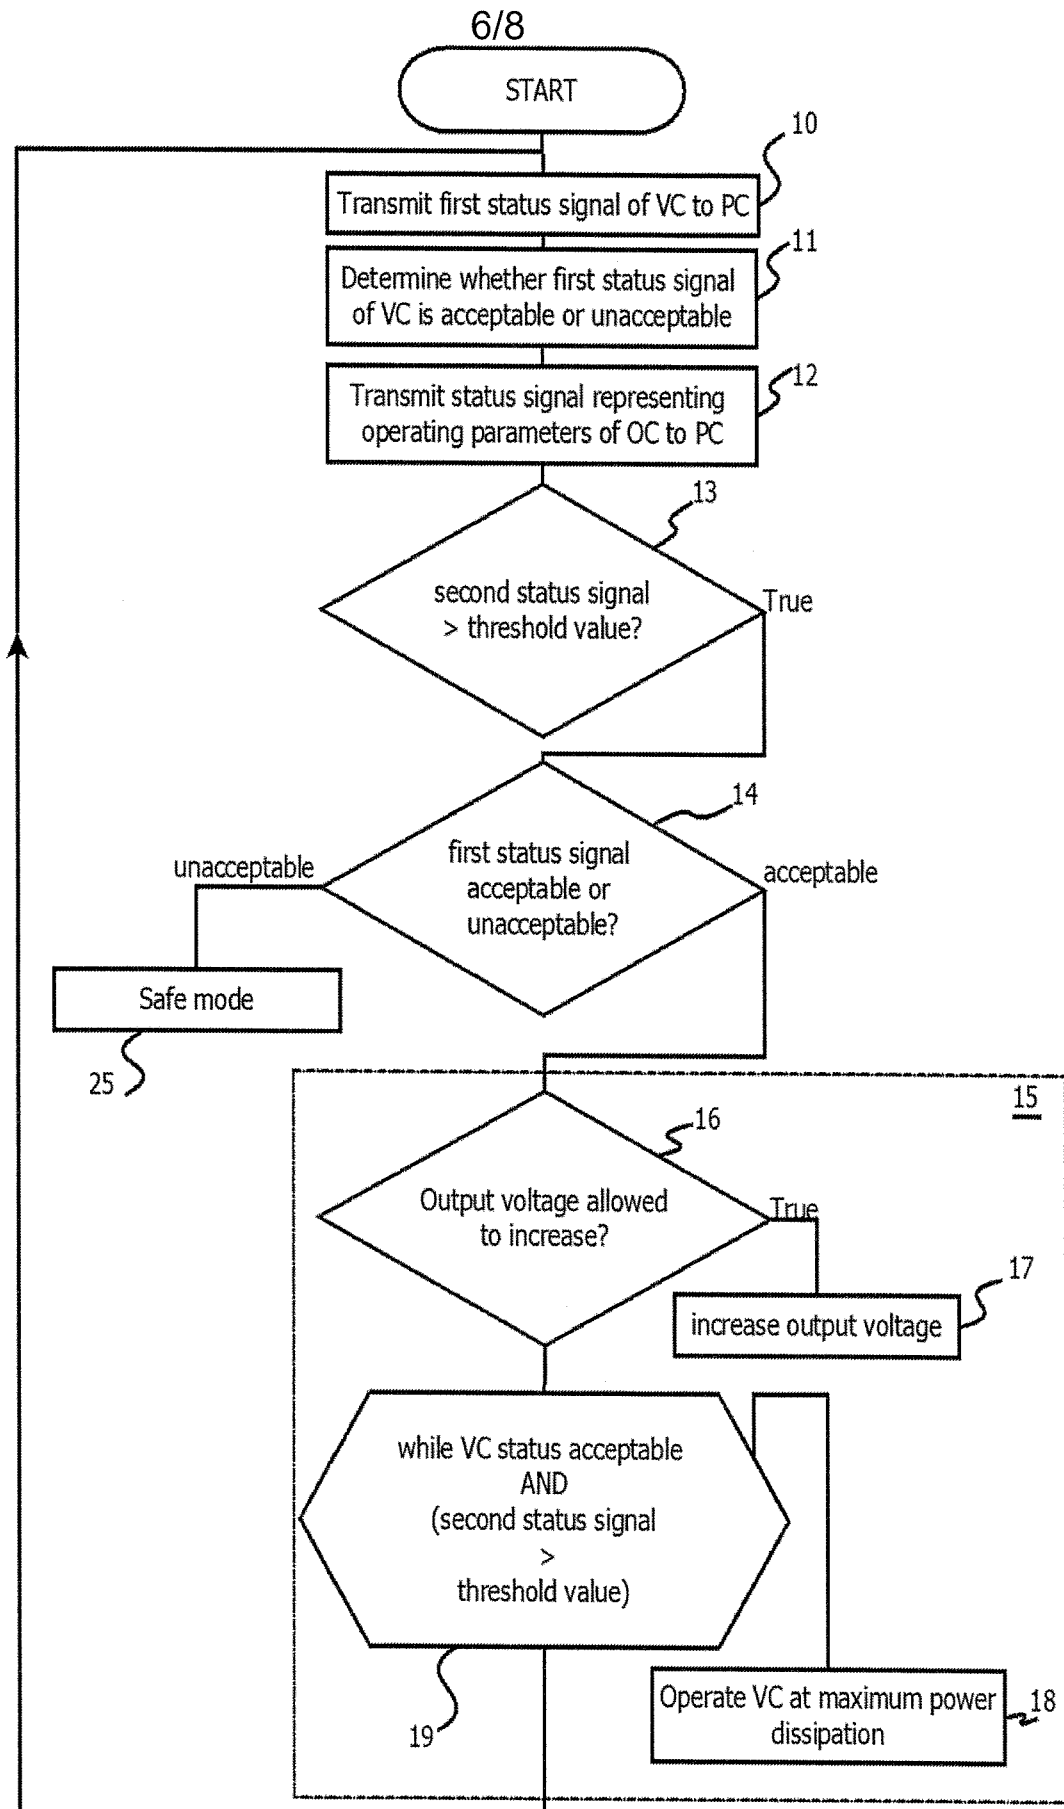 6/8
START
10
Transmit first status signal of VC to PC
11
Determine whether first status signal
of VC is acceptable or unacceptable
12
Transmit status signal representing
operating parameters of OC to PC
13
second status signal
> threshold value?
True
14
first status signal
acceptable or
unacceptable?
unacceptable
acceptable
Safe mode
25
15
16
Output voltage allowed
to increase?
True
17
increase output voltage
while VC status acceptable
AND
(second status signal
>
threshold value)
Operate VC at maximum power
dissipation
18
19